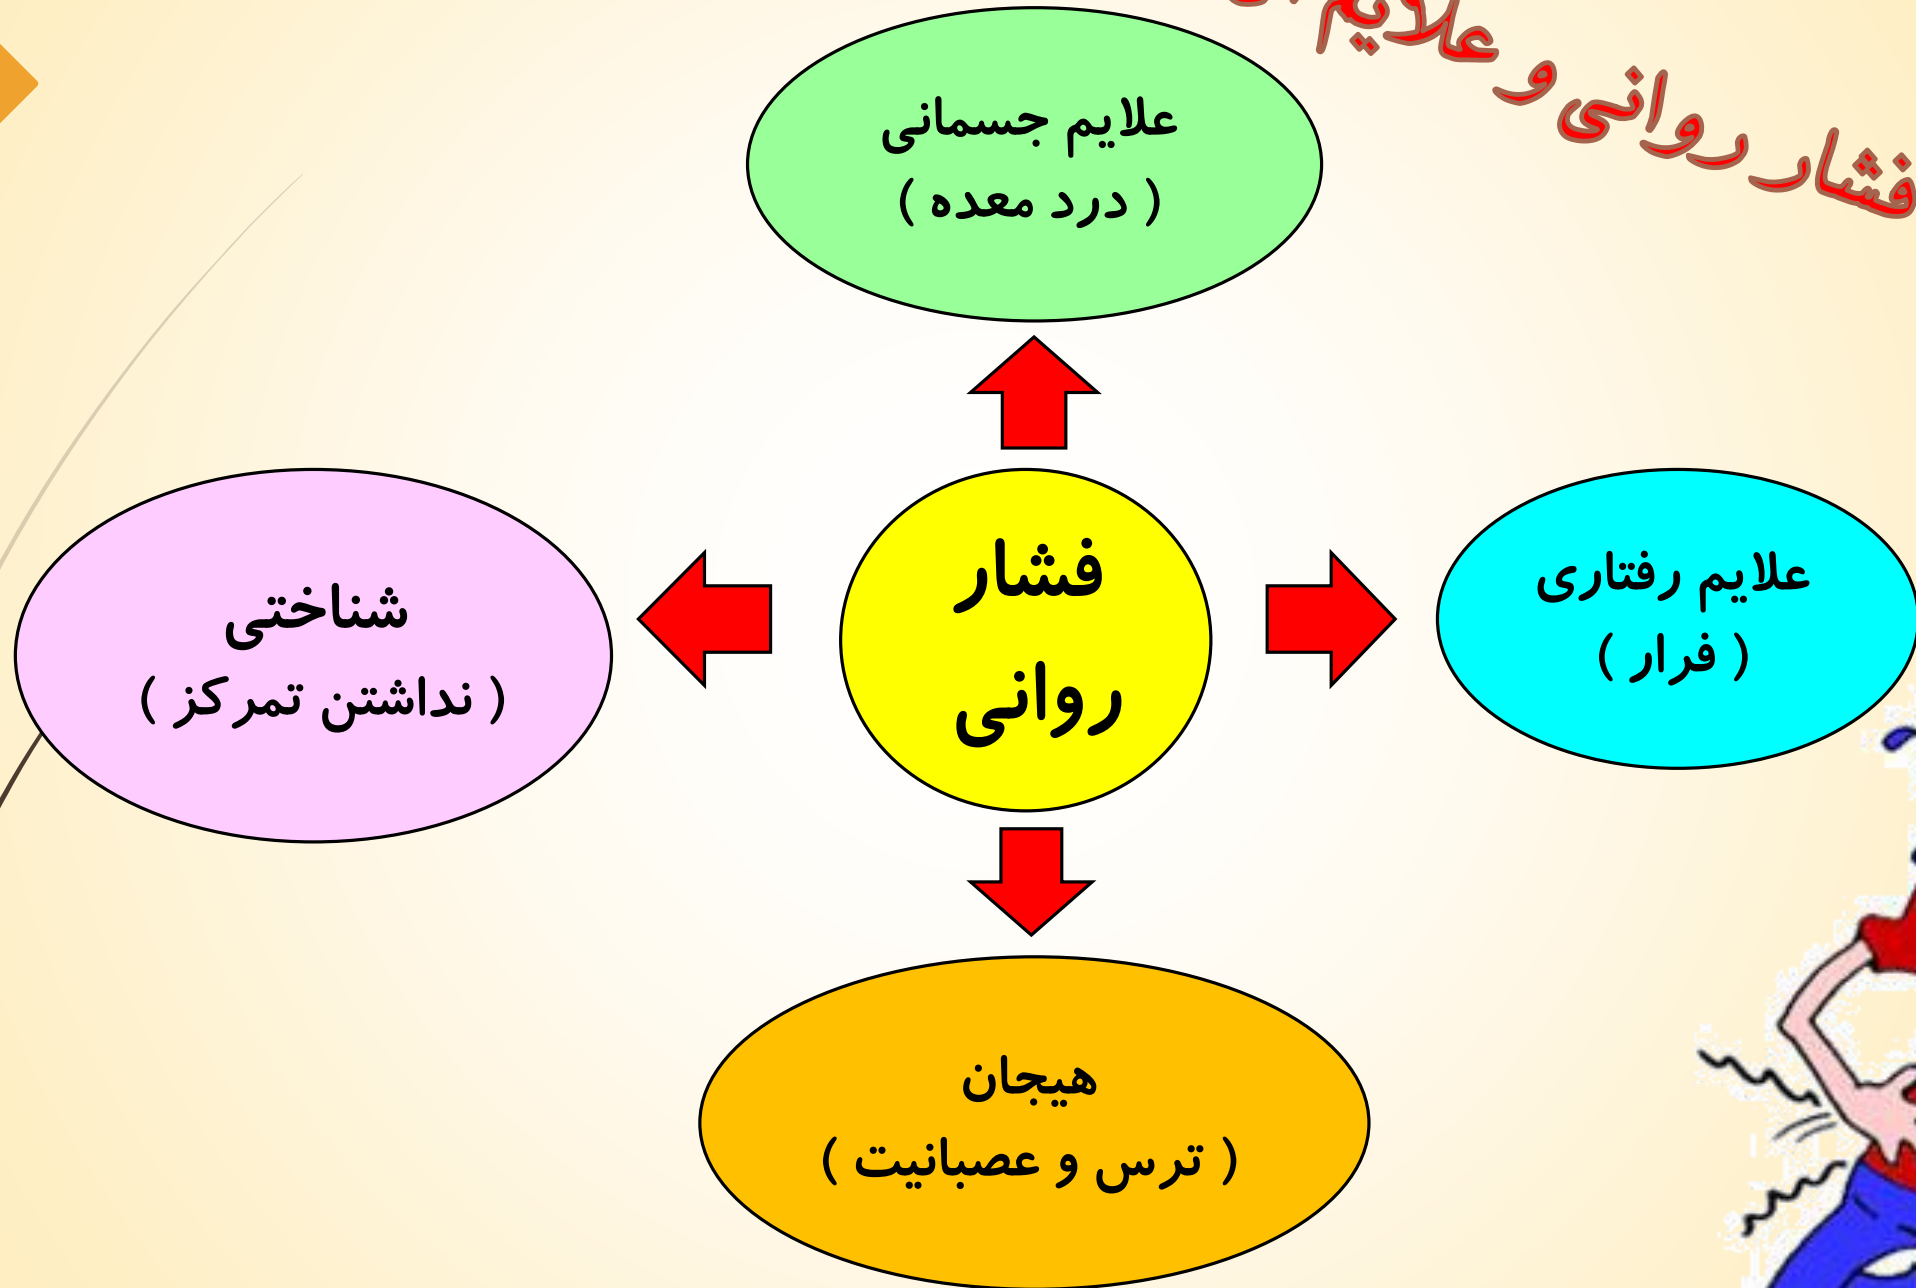 فشار روانی و علایم
علایم جسمانی
( درد معده )
علایم رفتاری
( فرار )
فشار
روانی
شناختی
( نداشتن تمرکز )
هیجان
( ترس و عصبانیت )